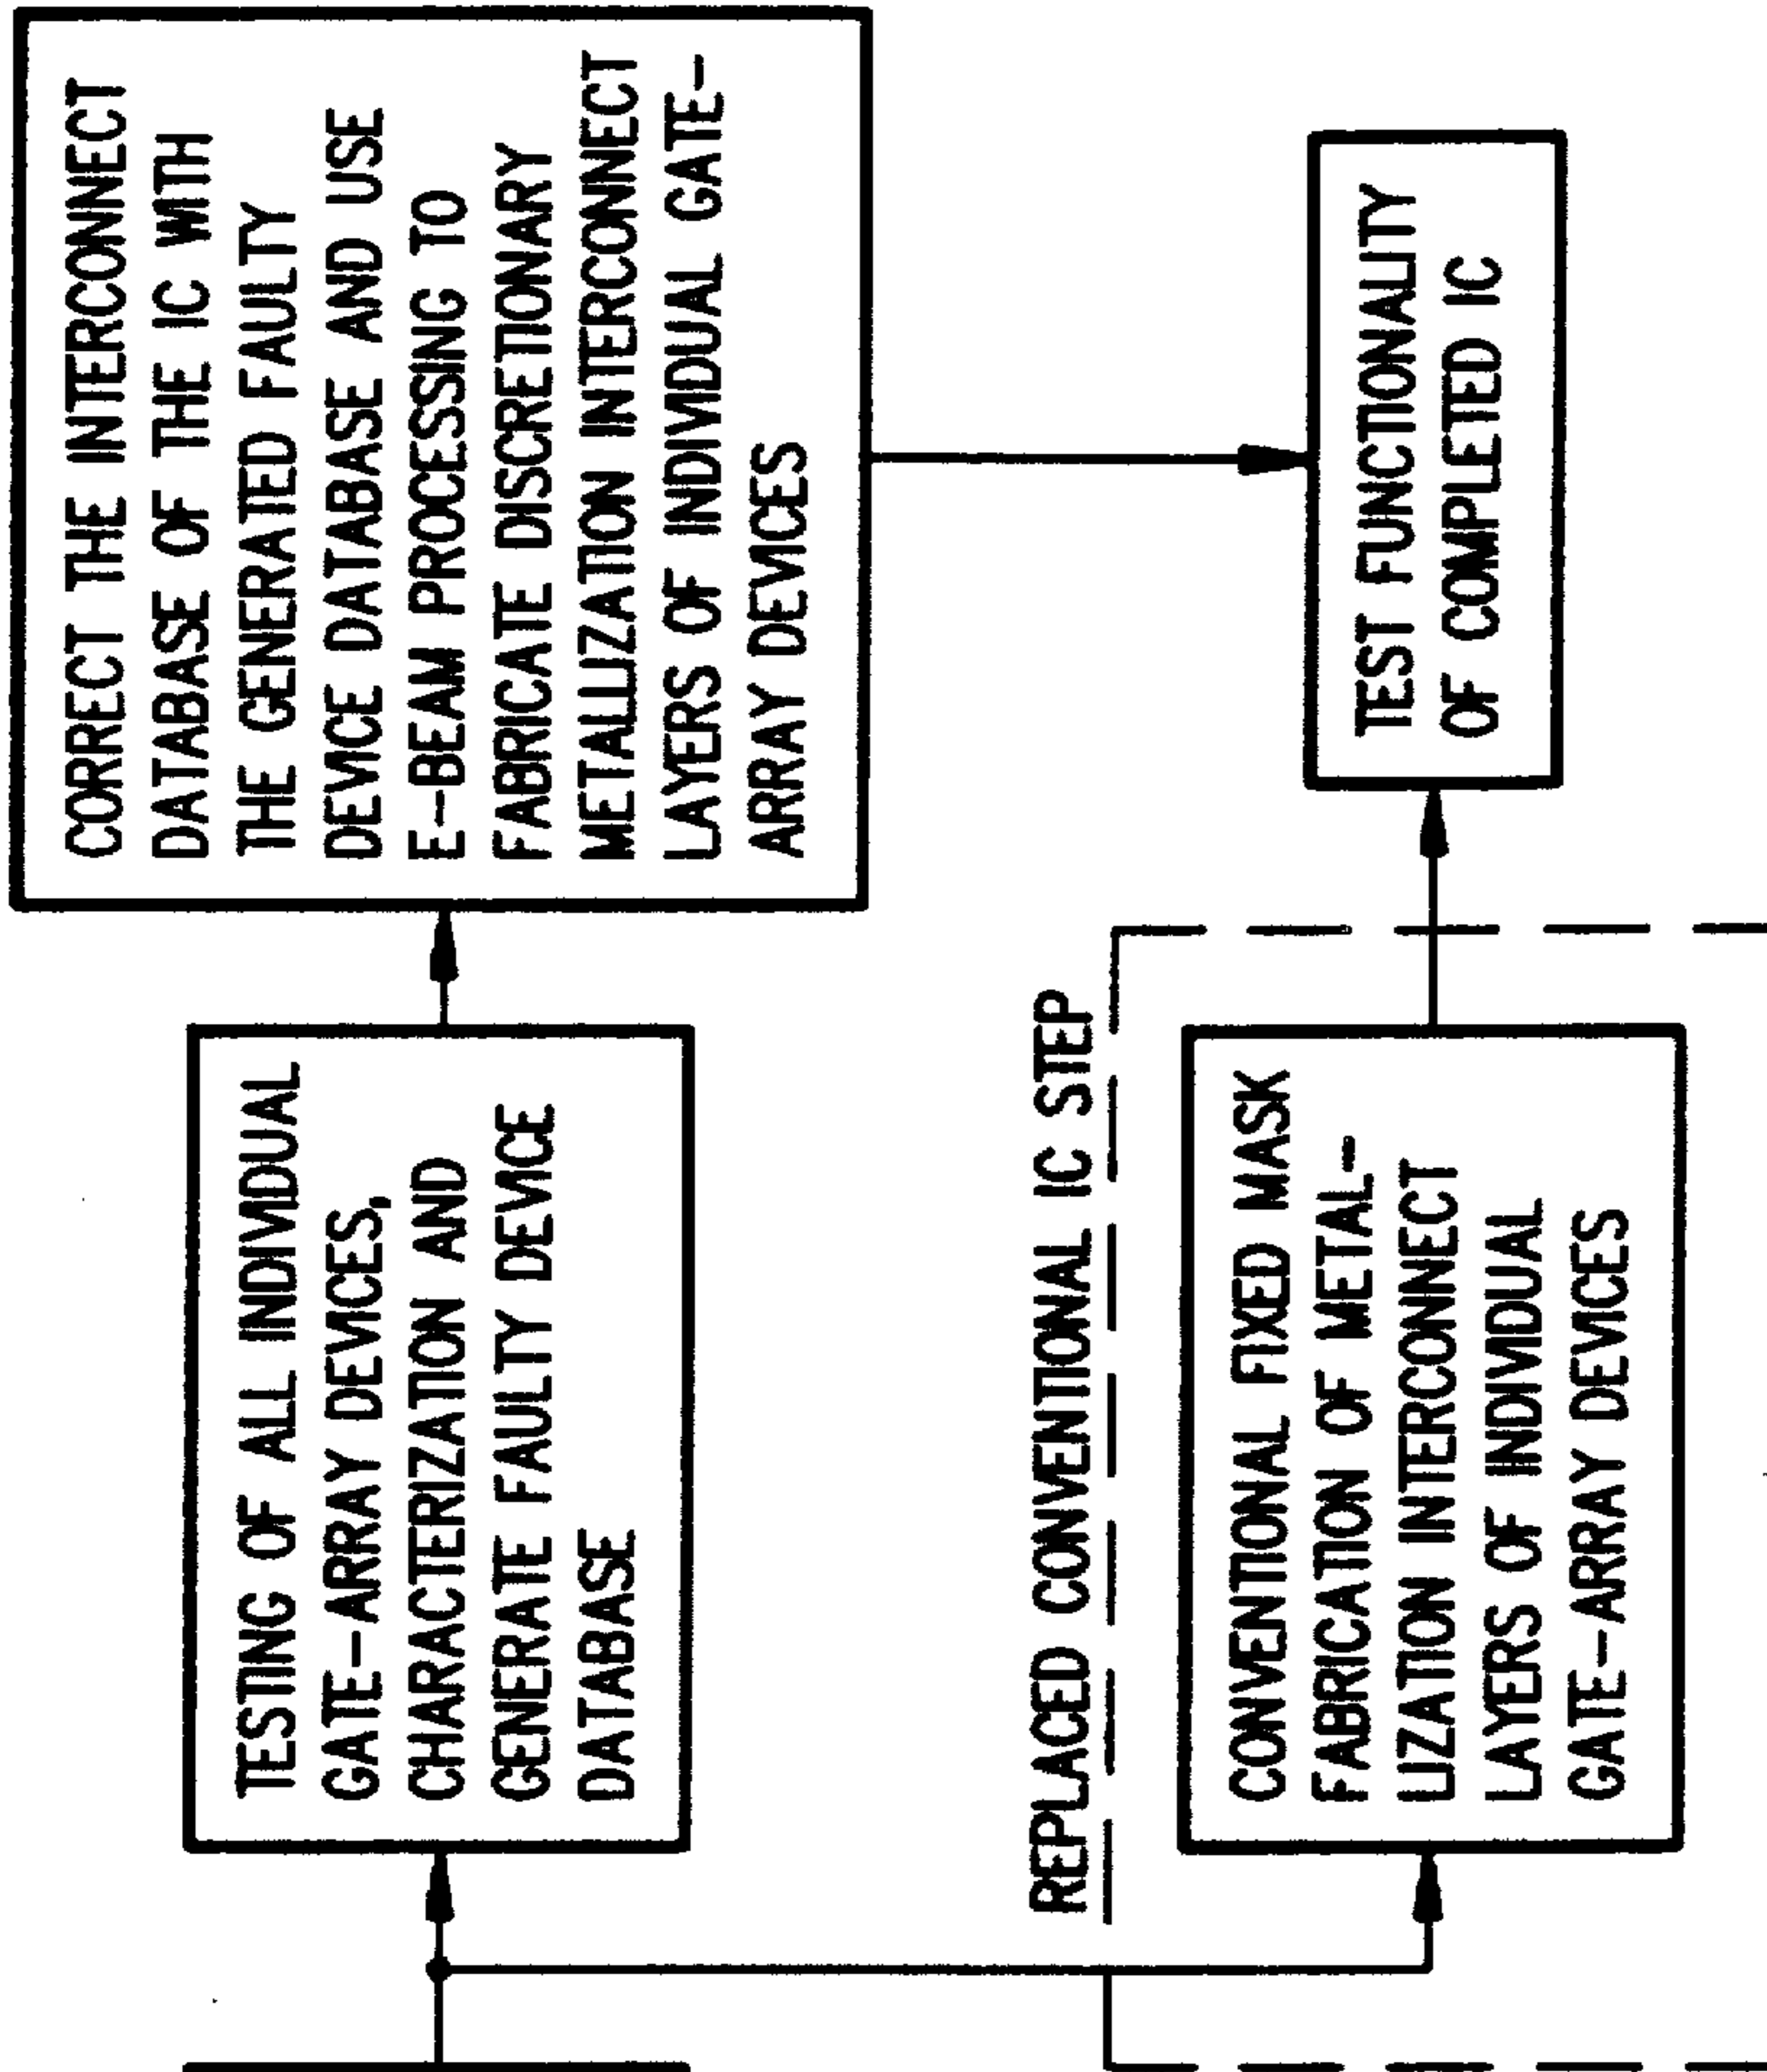 TESTING OF ALL INDIVIDUAL
GATE-ARRAY DEVICES,
CHARACTERIZATION AND
GENERATE FAULTY DEVICE
DATABASE
CORRECT THE INTERCONNECT
DATABASE OF THE IC WITH
THE GENERATED FAULTY
DEVICE DATABASE AND USE
E-BEAM PROCESSING TO
FABRICATE DISCRETIONARY
METALLIZATION INTERCONNECT
LAYERS OF INDIVIDUAL GATE-
ARRAY DEVICES
REPLACED CONVENTIONAL IC STEP
CONVENTIONAL FIXED MASK
FABRICATION OF METAL-
LIZATION INTERCONNECT
LAYERS OF INDIVIDUAL
GATE-ARRAY DEVICES
TEST FUNCTIONALITY
OF COMPLETED IC